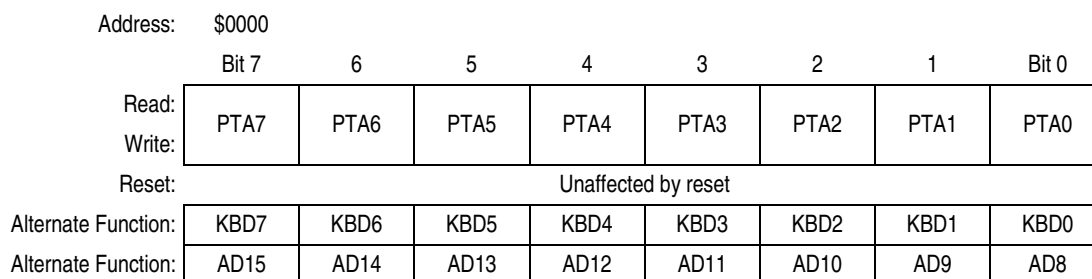 Address: $0000
Bit 7 6 5 4 3 2 1 Bit 0
Read:
Write:
PTA7 PTA6 PTA5 PTA4 PTA3 PTA2 PTA1 PTA0
Reset: Unaffected by reset
Alternate Function: KBD7 KBD6 KBD5 KBD4 KBD3 KBD2 KBD1 KBD0
Alternate Function: AD15 AD14 AD13 AD12 AD11 AD10 AD9 AD8